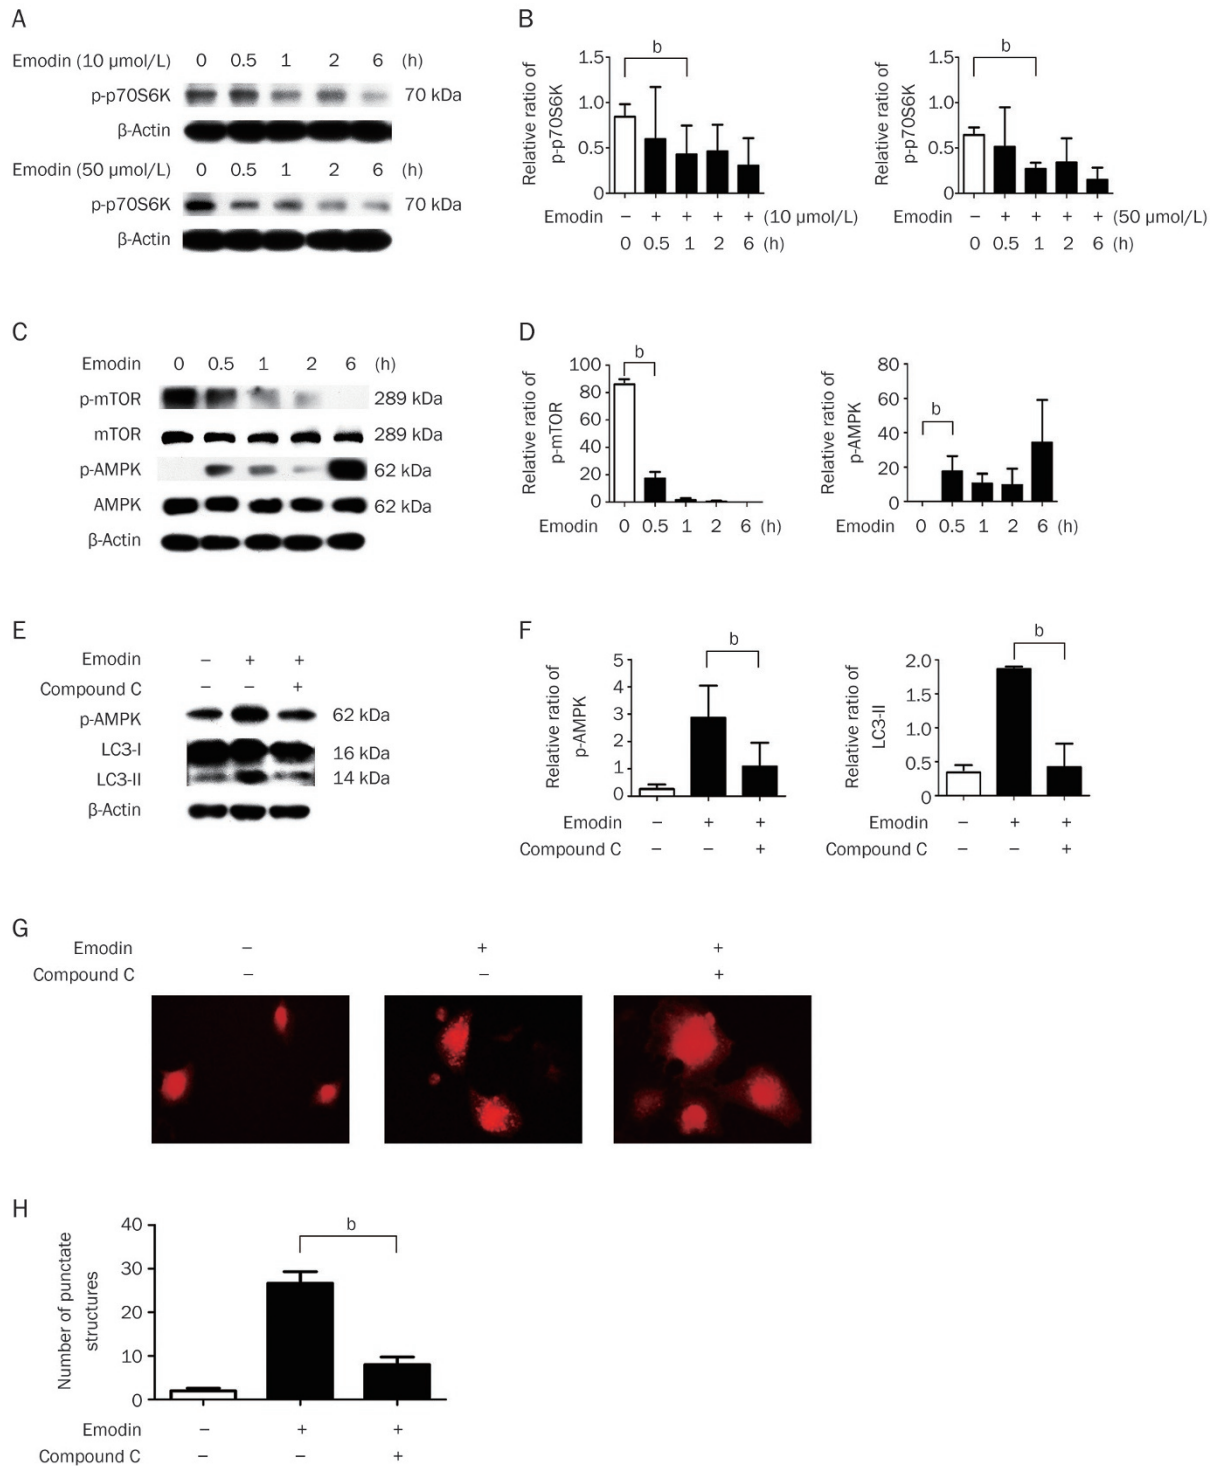 A
Emodin (10 μmol/L) 0 0.5 1 2 6 (h)
p-p70S6K 70 kDa
β-Actin
Emodin (50 μmol/L) 0 0.5 1 2 6 (h)
p-p70S6K 70 kDa
β-Actin
B
Relative ratio of
p-p70S6K
1.5
1.0
0.5
0
b
Emodin − + + + + (10 μmol/L)
0 0.5 1 2 6 (h)
Relative ratio of
p-p70S6K
1.5
1.0
0.5
0
b
Emodin − + + + + (50 μmol/L)
0 0.5 1 2 6 (h)
C
Emodin 0 0.5 1 2 6 (h)
p-mTOR 289 kDa
mTOR 289 kDa
p-AMPK 62 kDa
AMPK 62 kDa
β-Actin
D
Relative ratio of
p-mTOR
100
80
60
40
20
0
b
Emodin 0 0.5 1 2 6 (h)
Relative ratio of
p-AMPK
80
60
40
20
0
b
Emodin 0 0.5 1 2 6 (h)
E
Emodin − + +
Compound C − − +
p-AMPK 62 kDa
LC3-I 16 kDa
LC3-II 14 kDa
β-Actin
F
Relative ratio of
p-AMPK
5
4
3
2
1
0
b
Emodin − + +
Compound C − − +
Relative ratio of
LC3-II
2.0
1.5
1.0
0.5
0
b
Emodin − + +
Compound C − − +
G
Emodin − + +
Compound C − − +
H
Number of punctate
structures
40
30
20
10
0
b
Emodin − + +
Compound C − − +